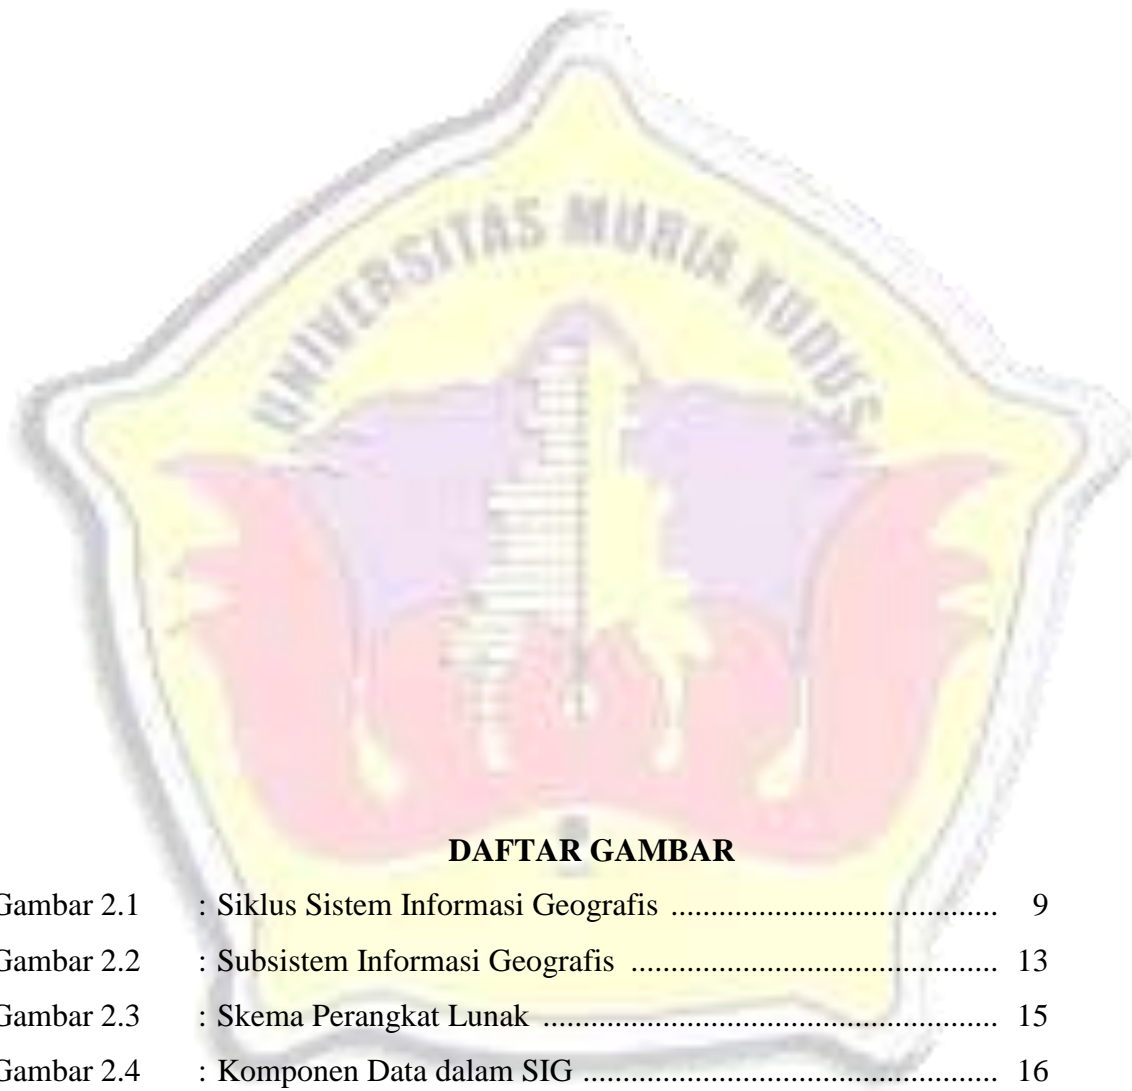 UNIVERSITAS MURIA KUDUS
DAFTAR GAMBAR
Gambar 2.1 : Siklus Sistem Informasi Geografis .......................................... 9
Gambar 2.2 : Subsistem Informasi Geografis ............................................... 13
Gambar 2.3 : Skema Perangkat Lunak .......................................................... 15
Gambar 2.4 : Komponen Data dalam SIG ..................................................... 16